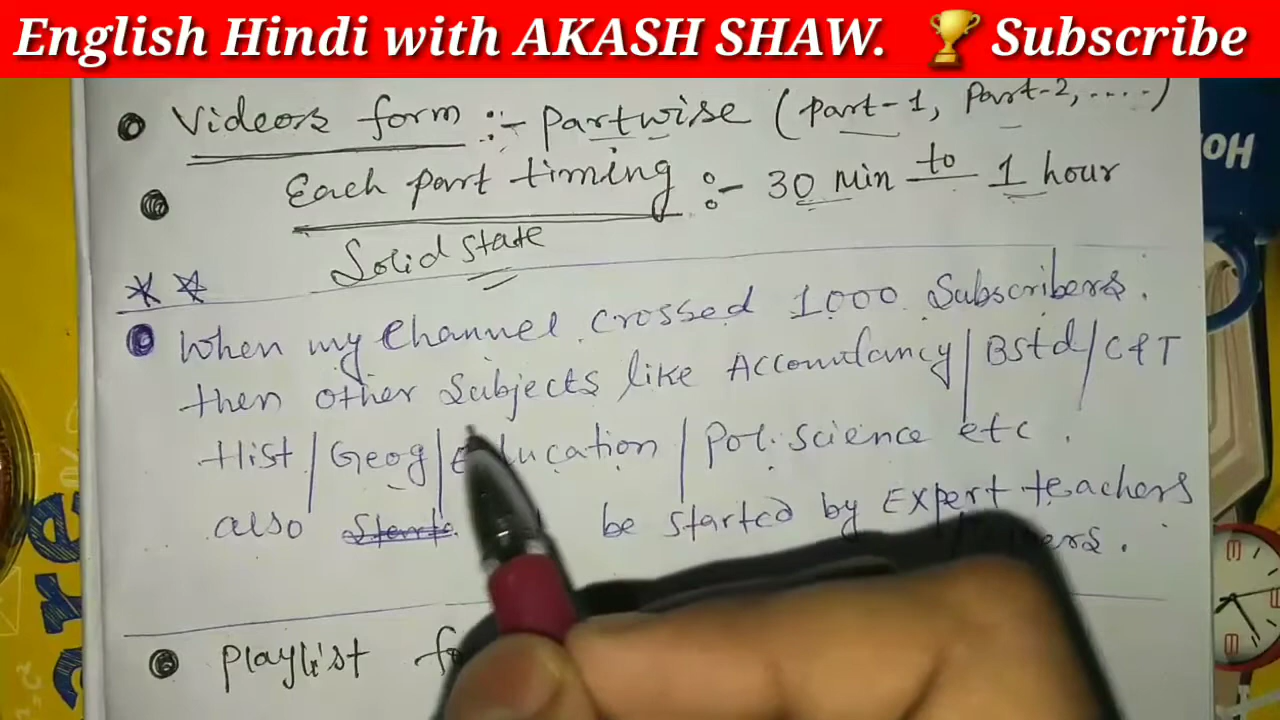 English Hindi with AKASH SHAW. 🏆 Subscribe
Videos form :- Partwise (Part-1, Part-2,....)
Each part timing :- 30 Min to 1 hour
Solid state
When my Channel crossed 1000 Subscribers.
then other Subjects like Accountancy/BStd/C&T
Hist/Geog/Education/Pol. Science etc.
also be started by Expert teachers
Playlist